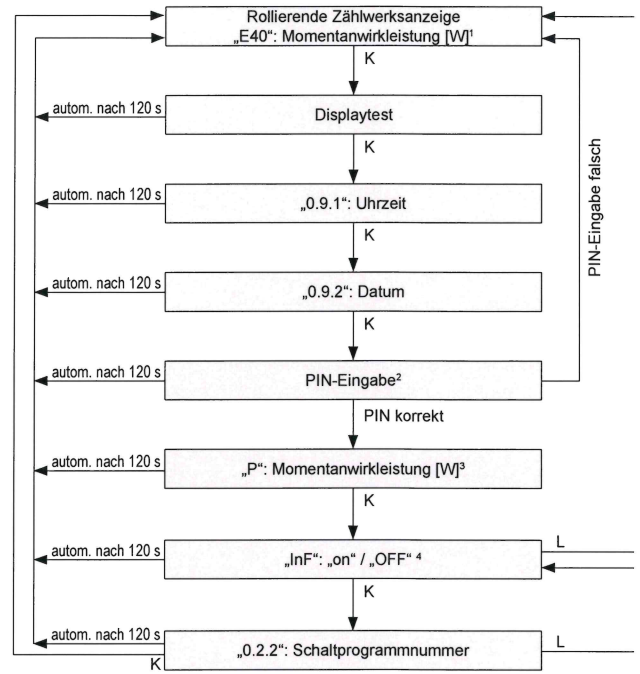 Rollierende Zählwerksanzeige
„E40“: Momentanwirkleistung [W]¹
K
autom. nach 120 s
Displaytest
K
autom. nach 120 s
„0.9.1“: Uhrzeit
K
PIN-Eingabe falsch
autom. nach 120 s
„0.9.2“: Datum
K
autom. nach 120 s
PIN-Eingabe²
PIN korrekt
autom. nach 120 s
„P“: Momentanwirkleistung [W]³
K
L
autom. nach 120 s
„InF“: „on“ / „OFF“ ⁴
K
autom. nach 120 s
„0.2.2“: Schaltprogrammnummer
L
K